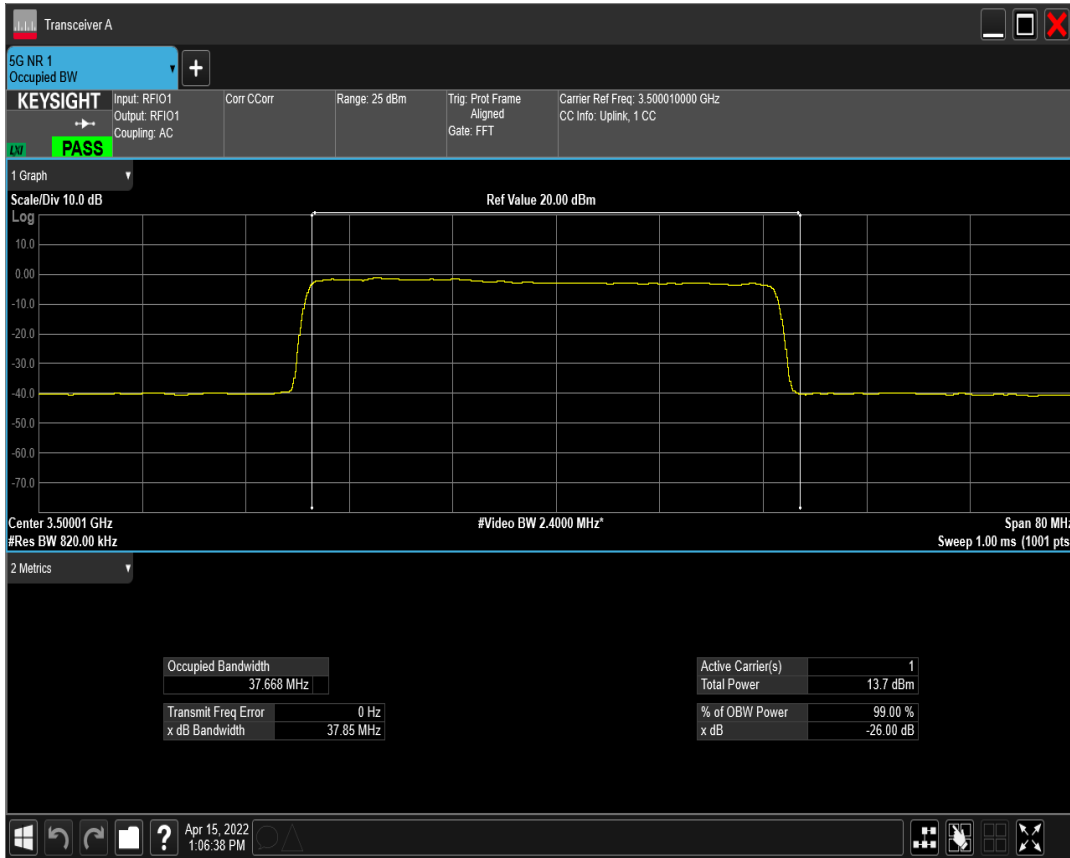 Transceiver A
5G NR 1
Occupied BW
+
KEYSIGHT
LXI
PASS
Input: RFIO1
Output: RFIO1
Coupling: AC
Corr CCorr
Range: 25 dBm
Trig: Prot Frame
Aligned
Gate: FFT
Carrier Ref Freq: 3.500010000 GHz
CC Info: Uplink, 1 CC
1 Graph
Scale/Div 10.0 dB
Ref Value 20.00 dBm
Log
10.0
0.00
-10.0
-20.0
-30.0
-40.0
-50.0
-60.0
-70.0
Center 3.50001 GHz
#Video BW 2.4000 MHz*
Span 80 MHz
#Res BW 820.00 kHz
Sweep 1.00 ms (1001 pts
2 Metrics
Occupied Bandwidth
37.668 MHz
Transmit Freq Error 0 Hz
x dB Bandwidth 37.85 MHz
Active Carrier(s) 1
Total Power 13.7 dBm
% of OBW Power 99.00 %
x dB -26.00 dB
?
Apr 15, 2022
1:06:38 PM